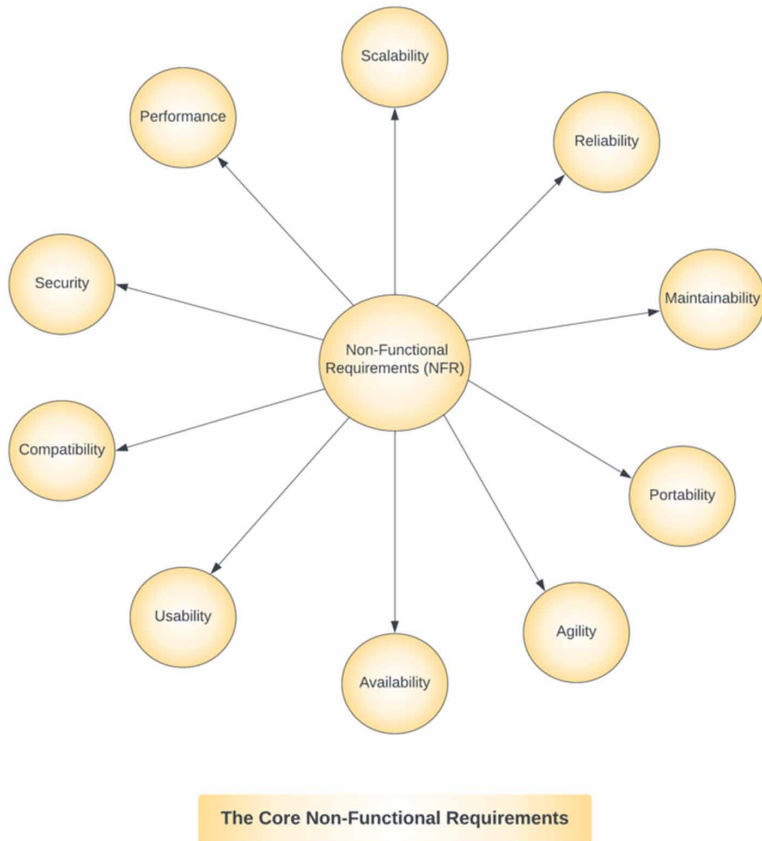 Scalability
Performance
Reliability
Security
Maintainability
Non-Functional
Requirements (NFR)
Compatibility
Portability
Usability
Agility
Availability
The Core Non-Functional Requirements